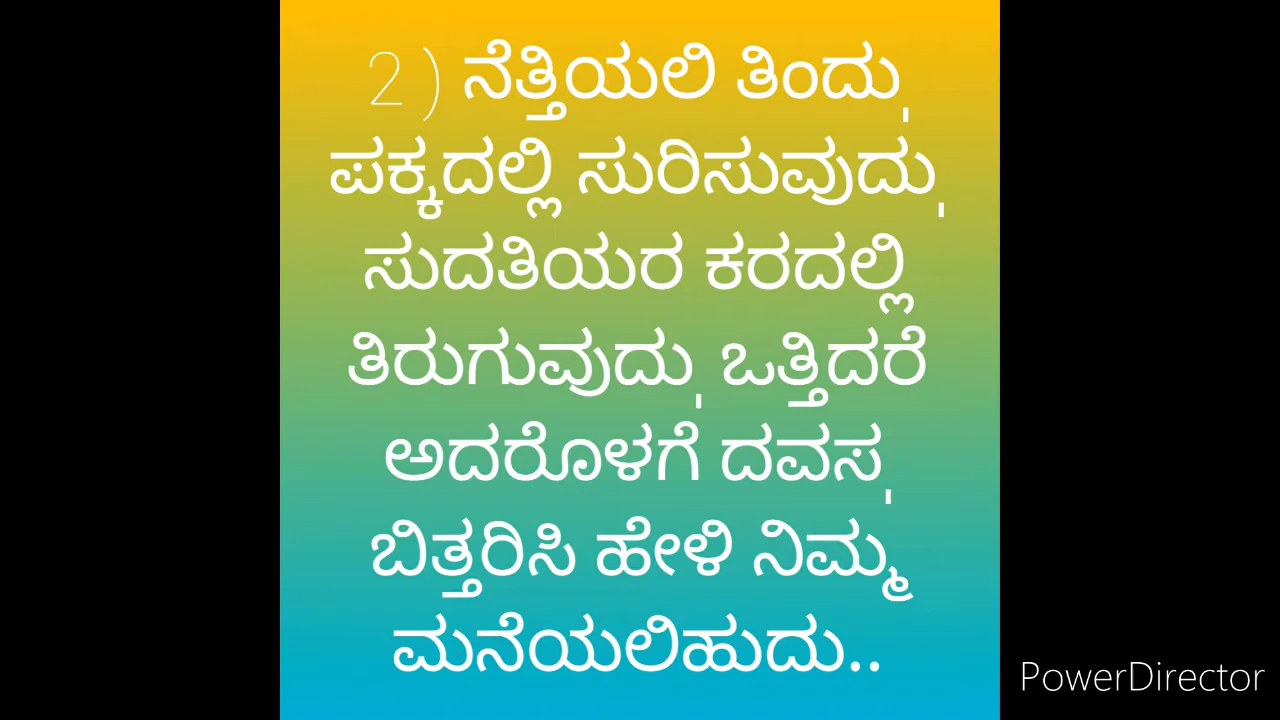 2) ನೆತ್ತಿಯಲಿ ತಿಂದು,
ಪಕ್ಕದಲ್ಲಿ ಸುರಿಸುವುದು,
ಸುದತಿಯರ ಕರದಲ್ಲಿ
ತಿರುಗುವುದು, ಒತ್ತಿದರೆ
ಅದರೊಳಗೆ ದವಸ,
ಬಿತ್ತರಿಸಿ ಹೇಳಿ ನಿಮ್ಮ
ಮನೆಯಲಿಹುದು..
PowerDirector